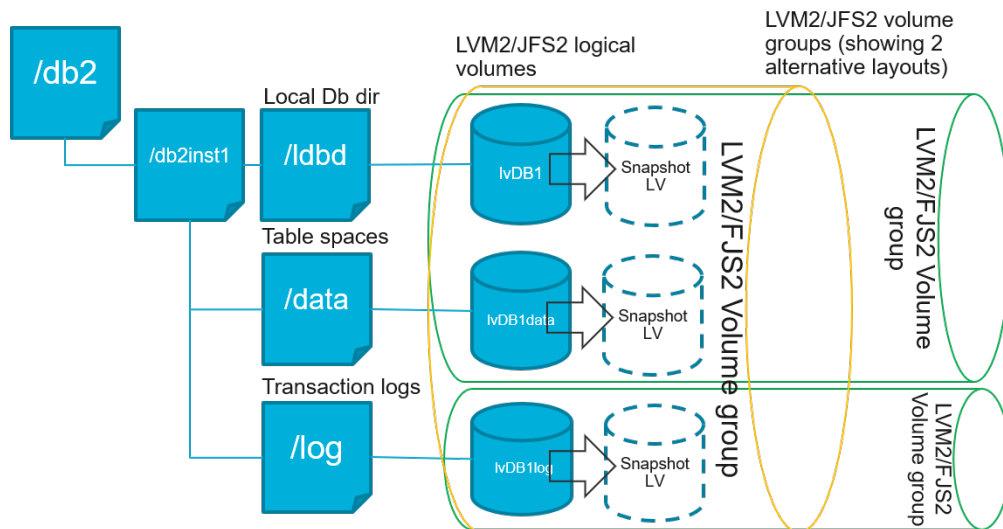 /db2
/db2inst1
Local Db dir
/ldbd
Table spaces
/data
Transaction logs
/log
LVM2/JFS2 logical
volumes
LVM2/JFS2 volume
groups (showing 2
alternative layouts)
lvDB1
Snapshot
LV
lvDB1data
Snapshot
LV
lvDB1log
Snapshot
LV
LVM2/FJS2 Volume group
LVM2/FJS2 Volume
group
LVM2/FJS2
Volume group